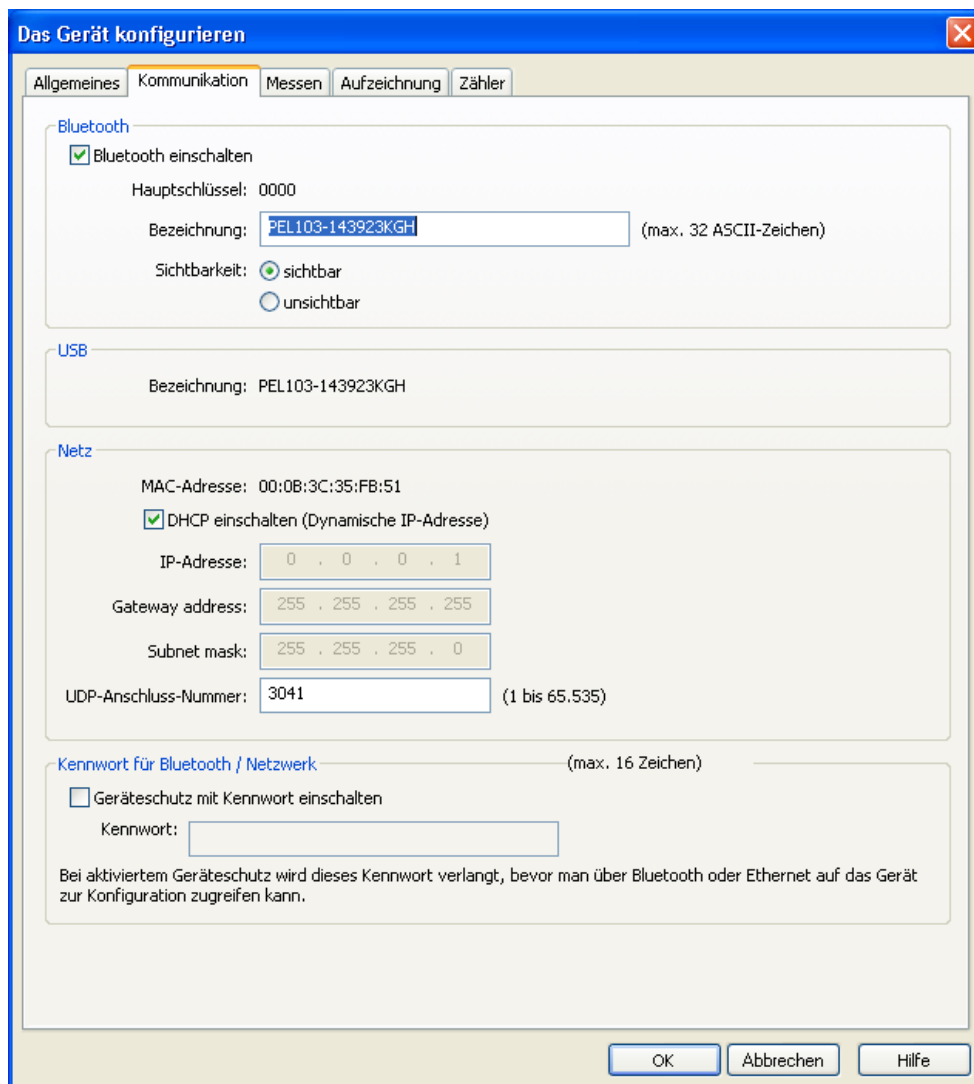 Das Gerät konfigurieren
Allgemeines Kommunikation Messen Aufzeichnung Zähler
Bluetooth
Bluetooth einschalten
Hauptschlüssel: 0000
Bezeichnung: PEL103-143923KGH (max. 32 ASCII-Zeichen)
Sichtbarkeit: sichtbar
unsichtbar
USB
Bezeichnung: PEL103-143923KGH
Netz
MAC-Adresse: 00:0B:3C:35:FB:51
DHCP einschalten (Dynamische IP-Adresse)
IP-Adresse: 0 . 0 . 0 . 1
Gateway address: 255 . 255 . 255 . 255
Subnet mask: 255 . 255 . 255 . 0
UDP-Anschluss-Nummer: 3041 (1 bis 65.535)
Kennwort für Bluetooth / Netzwerk (max. 16 Zeichen)
Geräteschutz mit Kennwort einschalten
Kennwort:
Bei aktiviertem Geräteschutz wird dieses Kennwort verlangt, bevor man über Bluetooth oder Ethernet auf das Gerät
zur Konfiguration zugreifen kann.
OK Abbrechen Hilfe